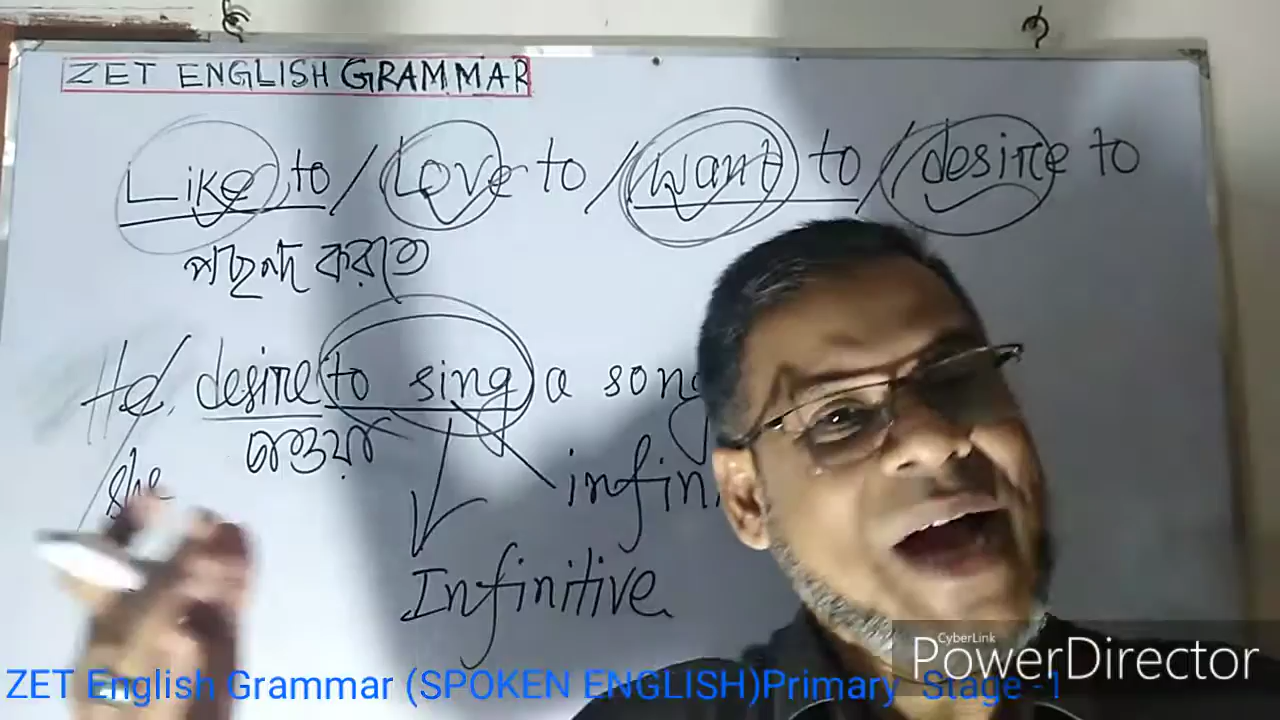 ZET ENGLISH GRAMMAR
Like to / Love to / want to / desire to
পছন্দ করতে
He desire to sing a song
she
infini
Infinitive
CyberLink
PowerDirector
ZET English Grammar (SPOKEN ENGLISH)Primary Stage -1